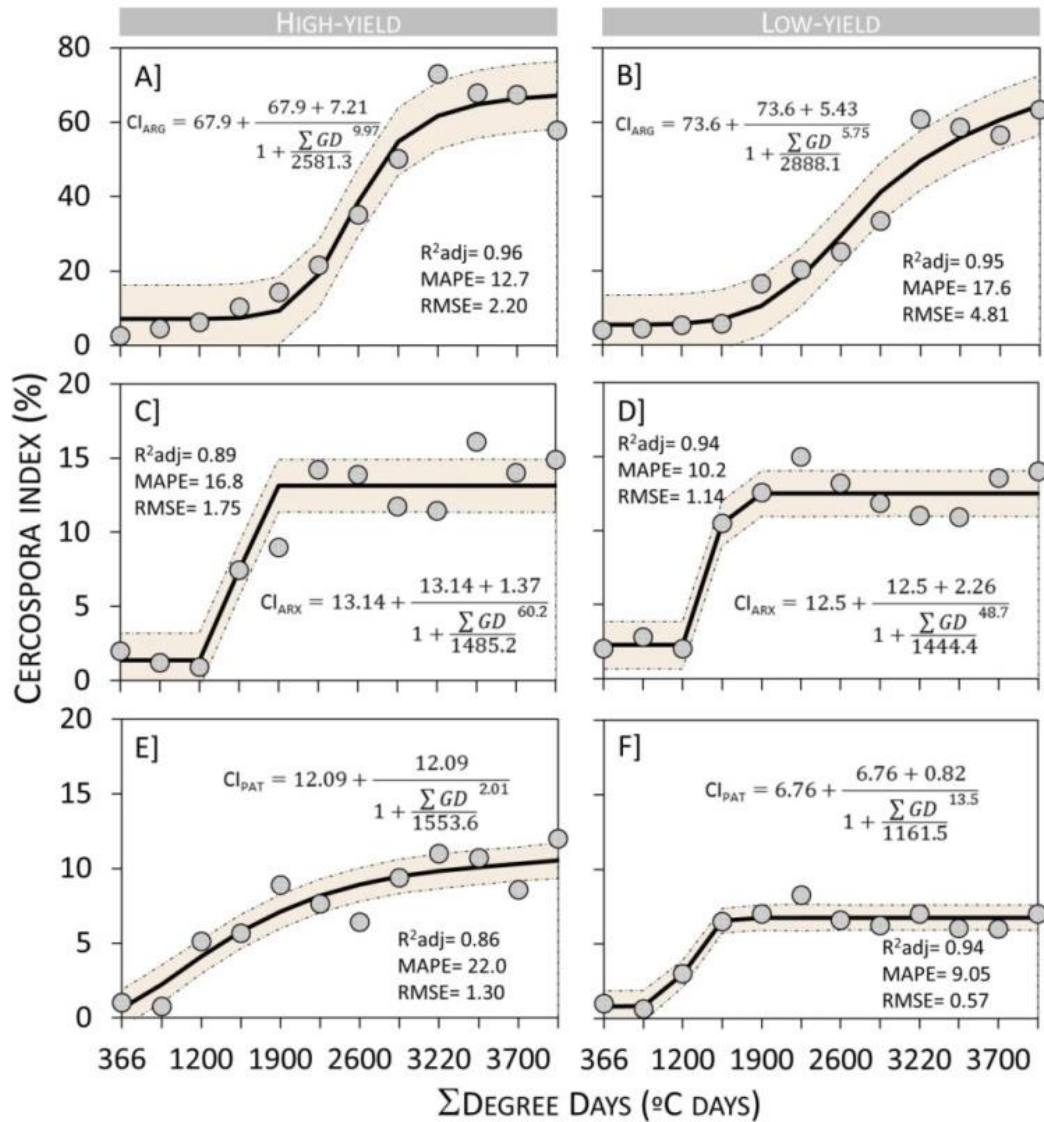 HIGH-YIELD
LOW-YIELD
CERCOSPORA INDEX (%)
80
60
40
20
0
A]
CI_ARG = 67.9 + (67.9 + 7.21) / (1 + (∑GD / 2581.3)^9.97)
R²adj= 0.96
MAPE= 12.7
RMSE= 2.20
B]
CI_ARG = 73.6 + (73.6 + 5.43) / (1 + (∑GD / 2888.1)^5.75)
R²adj= 0.95
MAPE= 17.6
RMSE= 4.81
20
15
10
5
0
C]
R²adj= 0.89
MAPE= 16.8
RMSE= 1.75
CI_ARX = 13.14 + (13.14 + 1.37) / (1 + (∑GD / 1485.2)^60.2)
D]
R²adj= 0.94
MAPE= 10.2
RMSE= 1.14
CI_ARX = 12.5 + (12.5 + 2.26) / (1 + (∑GD / 1444.4)^48.7)
20
15
10
5
0
E]
CI_PAT = 12.09 + 12.09 / (1 + (∑GD / 1553.6)^2.01)
R²adj= 0.86
MAPE= 22.0
RMSE= 1.30
F]
CI_PAT = 6.76 + (6.76 + 0.82) / (1 + (∑GD / 1161.5)^13.5)
R²adj= 0.94
MAPE= 9.05
RMSE= 0.57
366 1200 1900 2600 3220 3700
366 1200 1900 2600 3220 3700
∑DEGREE DAYS (ºC DAYS)